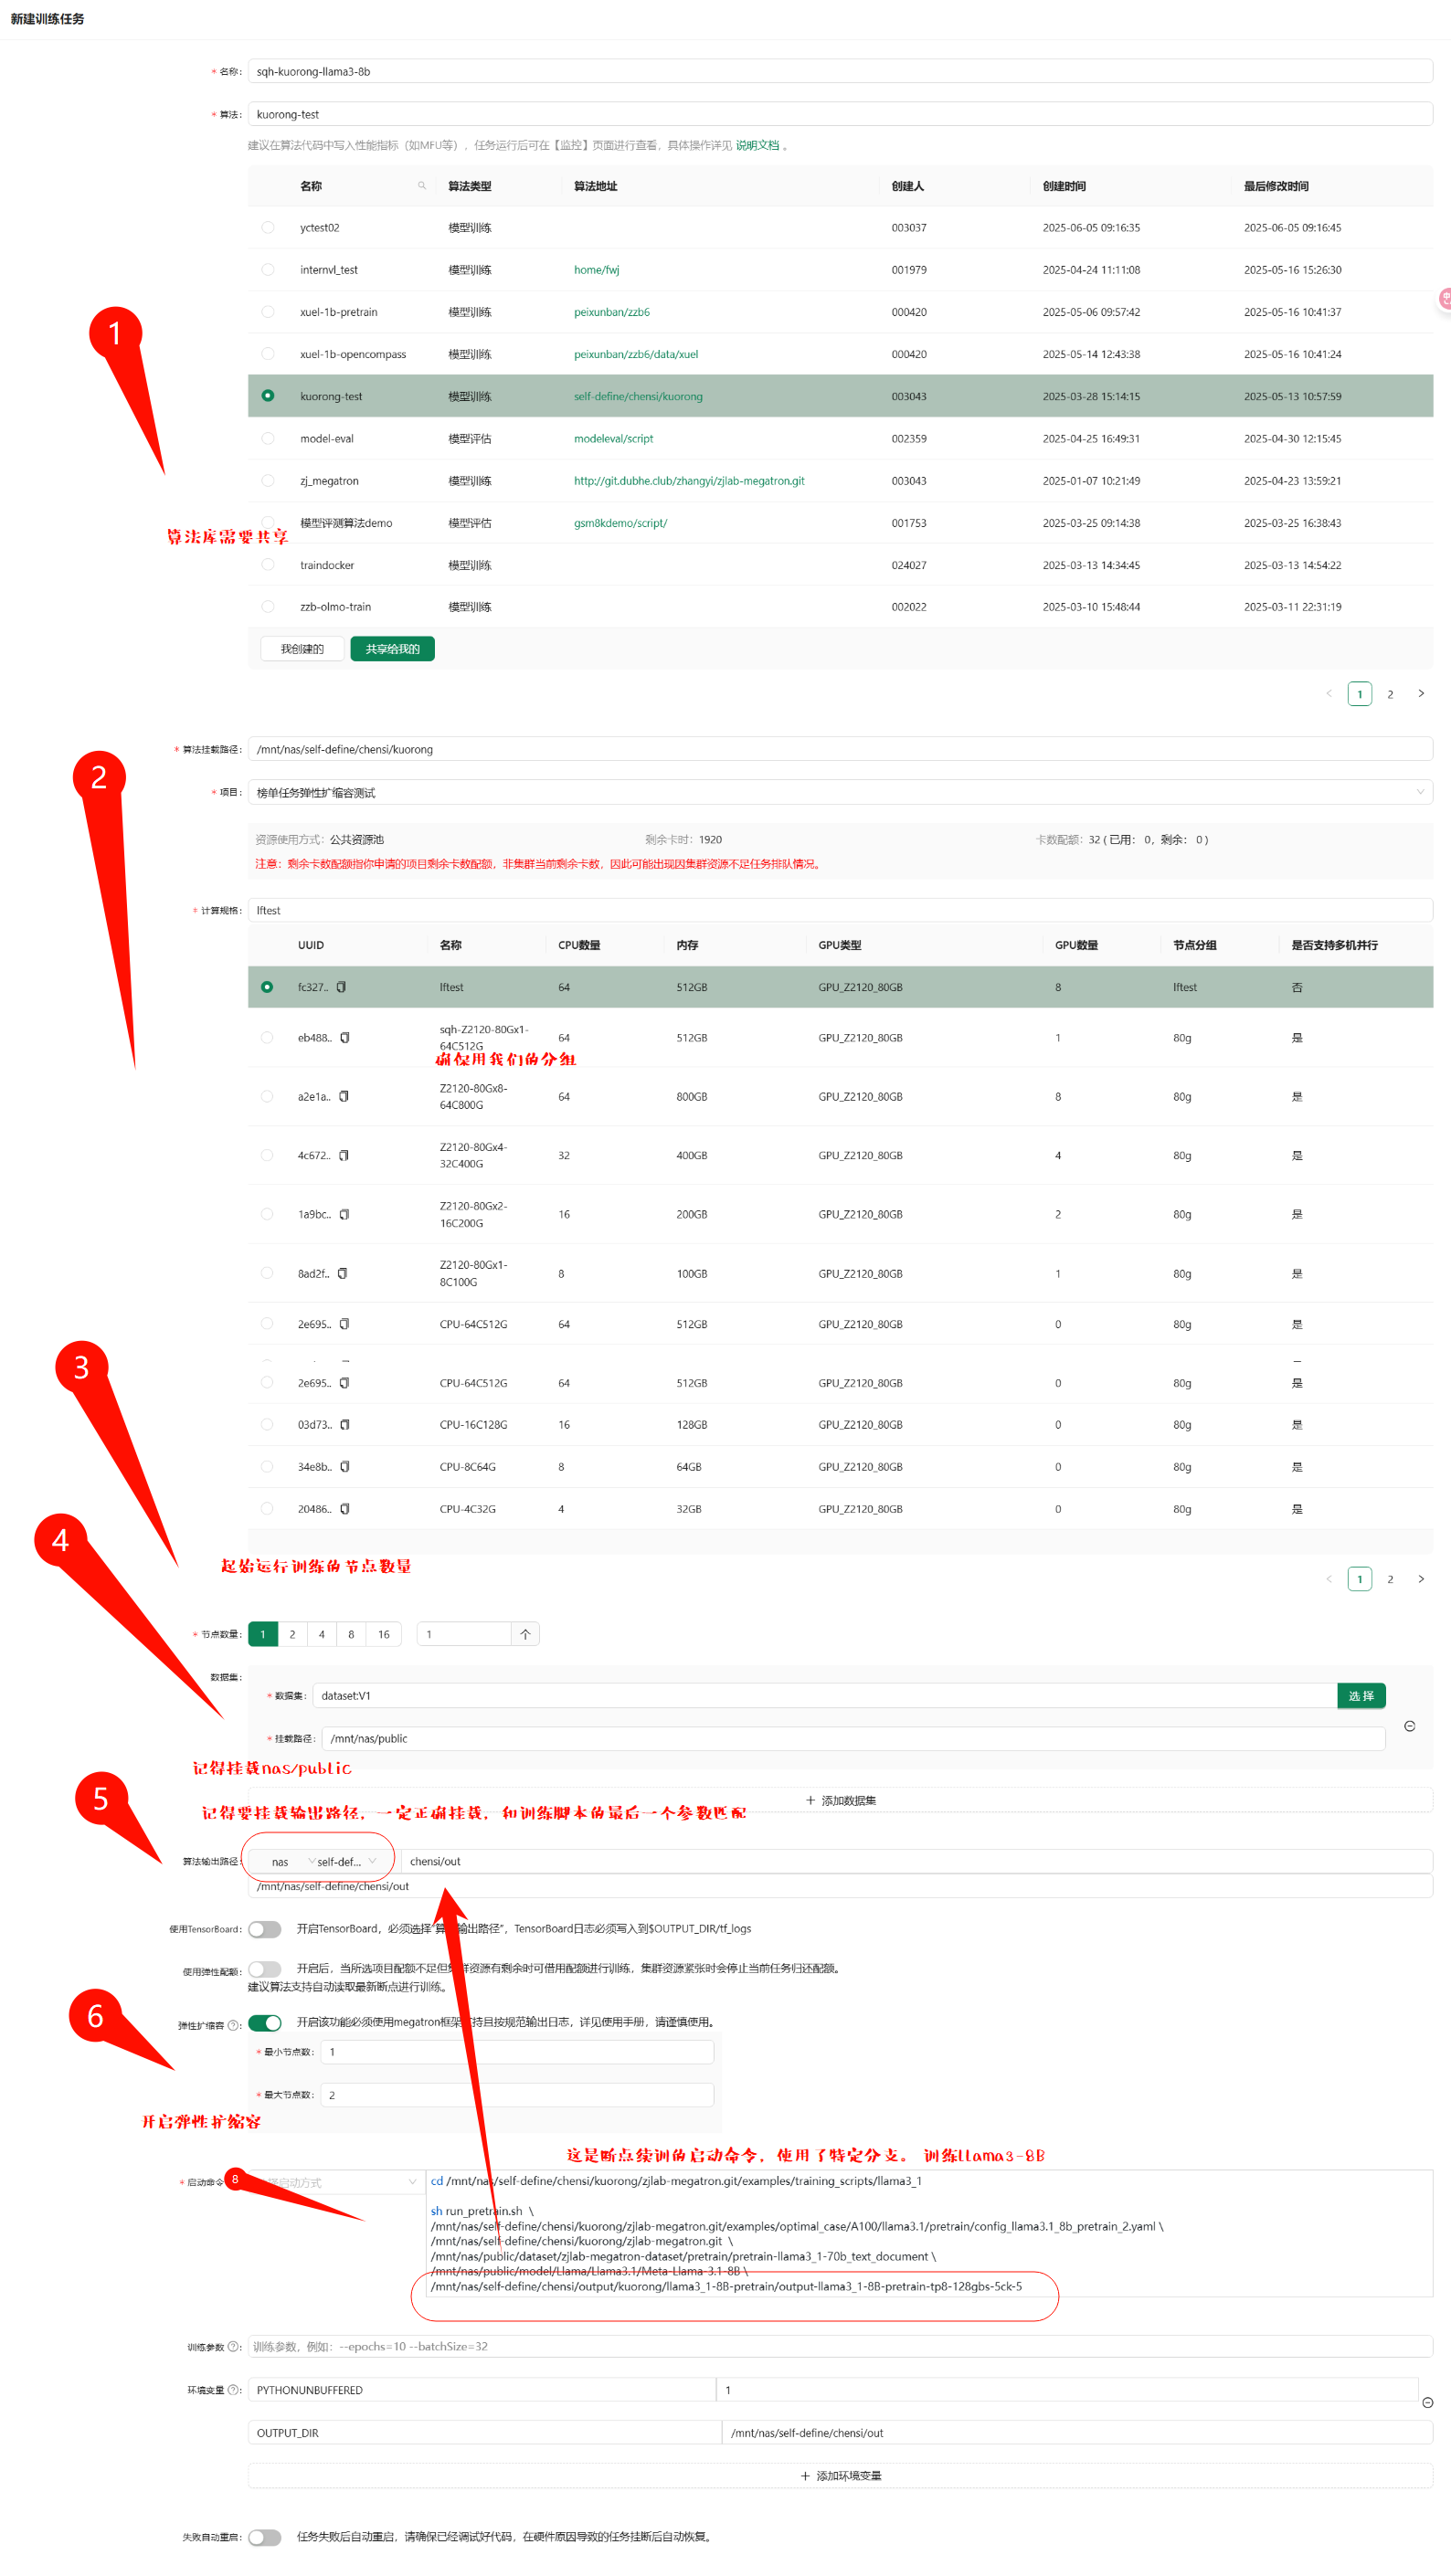 新建训练任务
* 名称: sqh-kuorong-llama3-8b
* 算法: kuorong-test
建议在算法代码中写入性能指标（如MFU等），任务运行后可在【监控】页面进行查看，具体操作详见 说明文档 。
名称 算法类型 算法地址 创建人 创建时间 最后修改时间
yctest02 模型训练 003037 2025-06-05 09:16:35 2025-06-05 09:16:45
internvl_test 模型训练 home/fwj 001979 2025-04-24 11:11:08 2025-05-16 15:26:30
xuel-1b-pretrain 模型训练 peixunban/zzb6 000420 2025-05-06 09:57:42 2025-05-16 10:41:37
1
xuel-1b-opencompass 模型训练 peixunban/zzb6/data/xuel 000420 2025-05-14 12:43:38 2025-05-16 10:41:24
kuorong-test 模型训练 self-define/chensi/kuorong 003043 2025-03-28 15:14:15 2025-05-13 10:57:59
model-eval 模型评估 modeleval/script 002359 2025-04-25 16:49:31 2025-04-30 12:15:45
zj_megatron 模型训练 http://git.dubhe.club/zhangyi/zjlab-megatron.git 003043 2025-01-07 10:21:49 2025-04-23 13:59:21
模型评测算法demo 模型评估 gsm8kdemo/script/ 001753 2025-03-25 09:14:38 2025-03-25 16:38:43
算法库需要共享
traindocker 模型训练 024027 2025-03-13 14:34:45 2025-03-13 14:54:22
zzb-olmo-train 模型训练 002022 2025-03-10 15:48:44 2025-03-11 22:31:19
我创建的 共享给我的
< 1 2 >
* 算法挂载路径: /mnt/nas/self-define/chensi/kuorong
2
* 项目: 榜单任务弹性扩缩容测试
资源使用方式: 公共资源池 剩余卡时: 1920 卡数配额: 32 ( 已用： 0，剩余： 0 )
注意：剩余卡数配额指你申请的项目剩余卡数配额，非集群当前剩余卡数，因此可能出现因集群资源不足任务排队情况。
* 计算规格: lftest
UUID 名称 CPU数量 内存 GPU类型 GPU数量 节点分组 是否支持多机并行
fc327.. lftest 64 512GB GPU_Z2120_80GB 8 lftest 否
eb488.. sqh-Z2120-80Gx1-64C512G 64 512GB GPU_Z2120_80GB 1 80g 是
确保用我们的分组
a2e1a.. Z2120-80Gx8-64C800G 64 800GB GPU_Z2120_80GB 8 80g 是
4c672.. Z2120-80Gx4-32C400G 32 400GB GPU_Z2120_80GB 4 80g 是
1a9bc.. Z2120-80Gx2-16C200G 16 200GB GPU_Z2120_80GB 2 80g 是
8ad2f.. Z2120-80Gx1-8C100G 8 100GB GPU_Z2120_80GB 1 80g 是
2e695.. CPU-64C512G 64 512GB GPU_Z2120_80GB 0 80g 是
3
2e695.. CPU-64C512G 64 512GB GPU_Z2120_80GB 0 80g 是
03d73.. CPU-16C128G 16 128GB GPU_Z2120_80GB 0 80g 是
34e8b.. CPU-8C64G 8 64GB GPU_Z2120_80GB 0 80g 是
20486.. CPU-4C32G 4 32GB GPU_Z2120_80GB 0 80g 是
4
起始运行训练的节点数量
< 1 2 >
* 节点数量: 1 2 4 8 16 1 个
数据集:
* 数据集: dataset:V1 选 择
* 挂载路径: /mnt/nas/public
记得挂载nas/public
5
+ 添加数据集
记得要挂载输出路径，一定正确挂载，和训练脚本的最后一个参数匹配
算法输出路径: nas self-def... chensi/out
/mnt/nas/self-define/chensi/out
使用TensorBoard: 开启TensorBoard，必须选择"算 输出路径"，TensorBoard日志必须写入到$OUTPUT_DIR/tf_logs
使用弹性配额: 开启后，当所选项目配额不足但集群资源有剩余时可借用配额进行训练，集群资源紧张时会停止当前任务归还配额。
建议算法支持自动读取最新断点进行训练。
6
弹性扩缩容 : 开启该功能必须使用megatron框架支持且按规范输出日志，详见使用手册，请谨慎使用。
* 最小节点数: 1
* 最大节点数: 2
开启弹性扩缩容
这是断点续训的启动命令，使用了特定分支。训练Llama3-8B
* 启动命令 8 启动方式
cd /mnt/nas/self-define/chensi/kuorong/zjlab-megatron.git/examples/training_scripts/llama3_1
sh run_pretrain.sh \
/mnt/nas/self-define/chensi/kuorong/zjlab-megatron.git/examples/optimal_case/A100/llama3.1/pretrain/config_llama3.1_8b_pretrain_2.yaml \
/mnt/nas/self-define/chensi/kuorong/zjlab-megatron.git \
/mnt/nas/public/dataset/zjlab-megatron-dataset/pretrain/pretrain-llama3_1-70b_text_document \
/mnt/nas/public/model/Llama/Llama3.1/Meta-Llama-3.1-8B \
/mnt/nas/self-define/chensi/output/kuorong/llama3_1-8B-pretrain/output-llama3_1-8B-pretrain-tp8-128gbs-5ck-5
训练参数 : 训练参数，例如：--epochs=10 --batchSize=32
环境变量 : PYTHONUNBUFFERED 1
OUTPUT_DIR /mnt/nas/self-define/chensi/out
+ 添加环境变量
失败自动重启: 任务失败后自动重启，请确保已经调试好代码，在硬件原因导致的任务挂断后自动恢复。